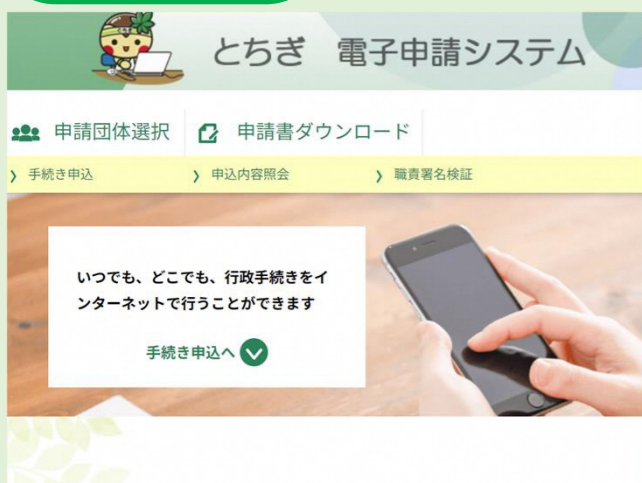 とちぎ 電子申請システム
申請団体選択 申請書ダウンロード
手続き申込 申込内容照会 職責署名検証
いつでも、どこでも、行政手続きをイ
ンターネットで行うことができます
手続き申込へ